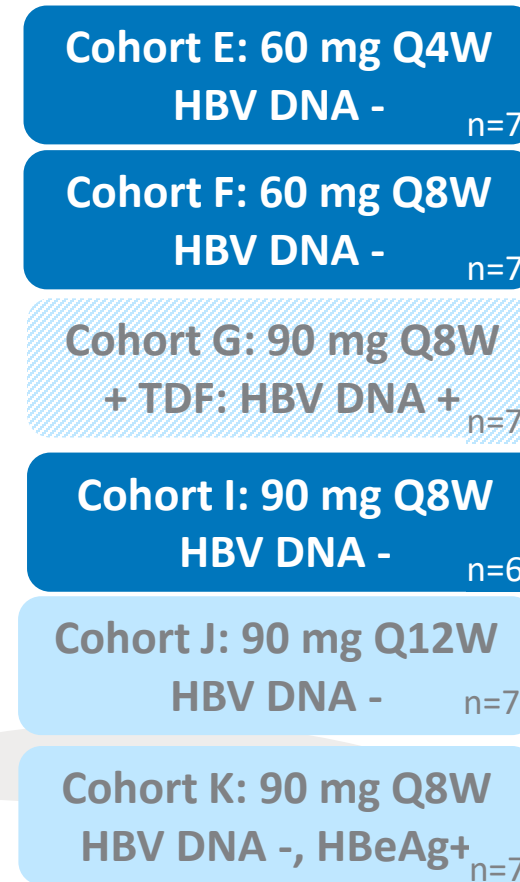 Cohort E: 60 mg Q4W
HBV DNA -
n=7
Cohort F: 60 mg Q8W
HBV DNA -
n=7
Cohort G: 90 mg Q8W
+ TDF: HBV DNA +
n=7
Cohort I: 90 mg Q8W
HBV DNA -
n=6
Cohort J: 90 mg Q12W
HBV DNA -
n=7
Cohort K: 90 mg Q8W
HBV DNA -, HBeAg+
n=7